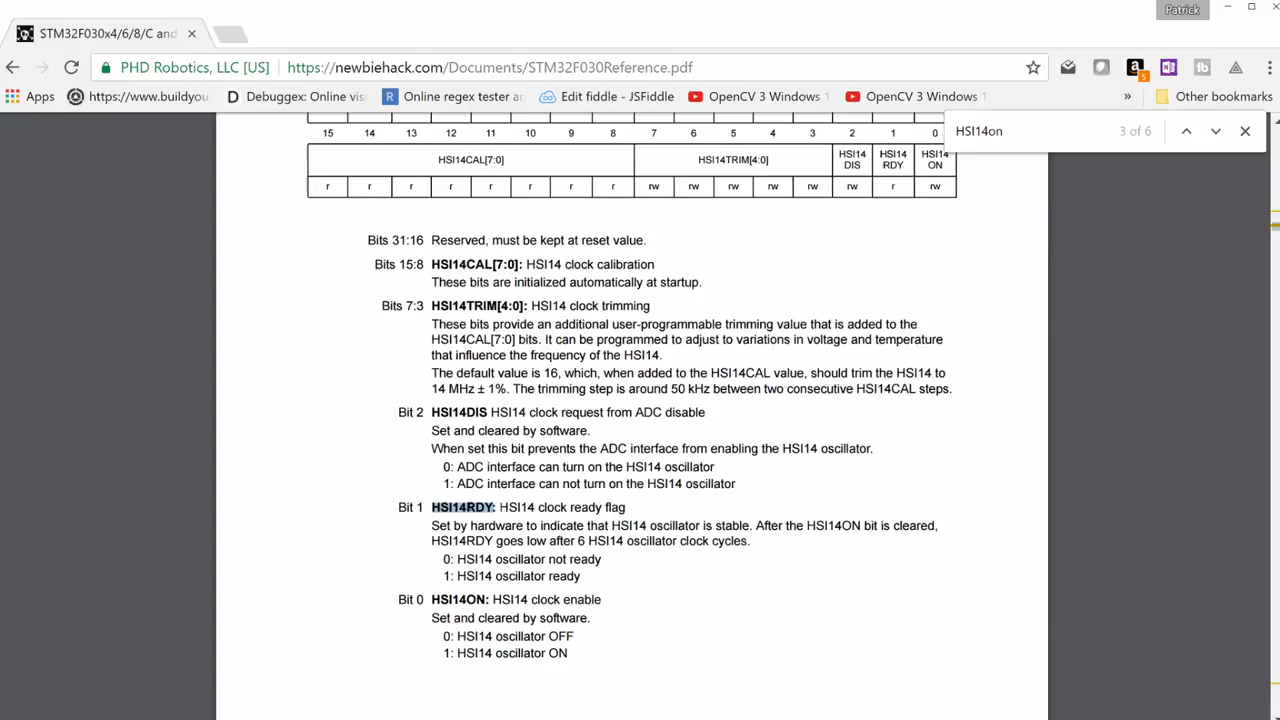 Patrick
STM32F030x4/6/8/C and
PHD Robotics, LLC [US] https://newbiehack.com/Documents/STM32F030Reference.pdf
Apps https://www.buildyou Debuggex: Online vis Online regex tester an Edit fiddle - JSFiddle OpenCV 3 Windows 1 OpenCV 3 Windows 1 » Other bookmarks
HSI14on 3 of 6
15 14 13 12 11 10 9 8 7 6 5 4 3 2 1 0
HSI14CAL[7:0] HSI14TRIM[4:0] HSI14 DIS HSI14 RDY HSI14 ON
r r r r r r r r rw rw rw rw rw rw r rw
Bits 31:16 Reserved, must be kept at reset value.
Bits 15:8 HSI14CAL[7:0]: HSI14 clock calibration
These bits are initialized automatically at startup.
Bits 7:3 HSI14TRIM[4:0]: HSI14 clock trimming
These bits provide an additional user-programmable trimming value that is added to the
HSI14CAL[7:0] bits. It can be programmed to adjust to variations in voltage and temperature
that influence the frequency of the HSI14.
The default value is 16, which, when added to the HSI14CAL value, should trim the HSI14 to
14 MHz ± 1%. The trimming step is around 50 kHz between two consecutive HSI14CAL steps.
Bit 2 HSI14DIS HSI14 clock request from ADC disable
Set and cleared by software.
When set this bit prevents the ADC interface from enabling the HSI14 oscillator.
0: ADC interface can turn on the HSI14 oscillator
1: ADC interface can not turn on the HSI14 oscillator
Bit 1 HSI14RDY: HSI14 clock ready flag
Set by hardware to indicate that HSI14 oscillator is stable. After the HSI14ON bit is cleared,
HSI14RDY goes low after 6 HSI14 oscillator clock cycles.
0: HSI14 oscillator not ready
1: HSI14 oscillator ready
Bit 0 HSI14ON: HSI14 clock enable
Set and cleared by software.
0: HSI14 oscillator OFF
1: HSI14 oscillator ON